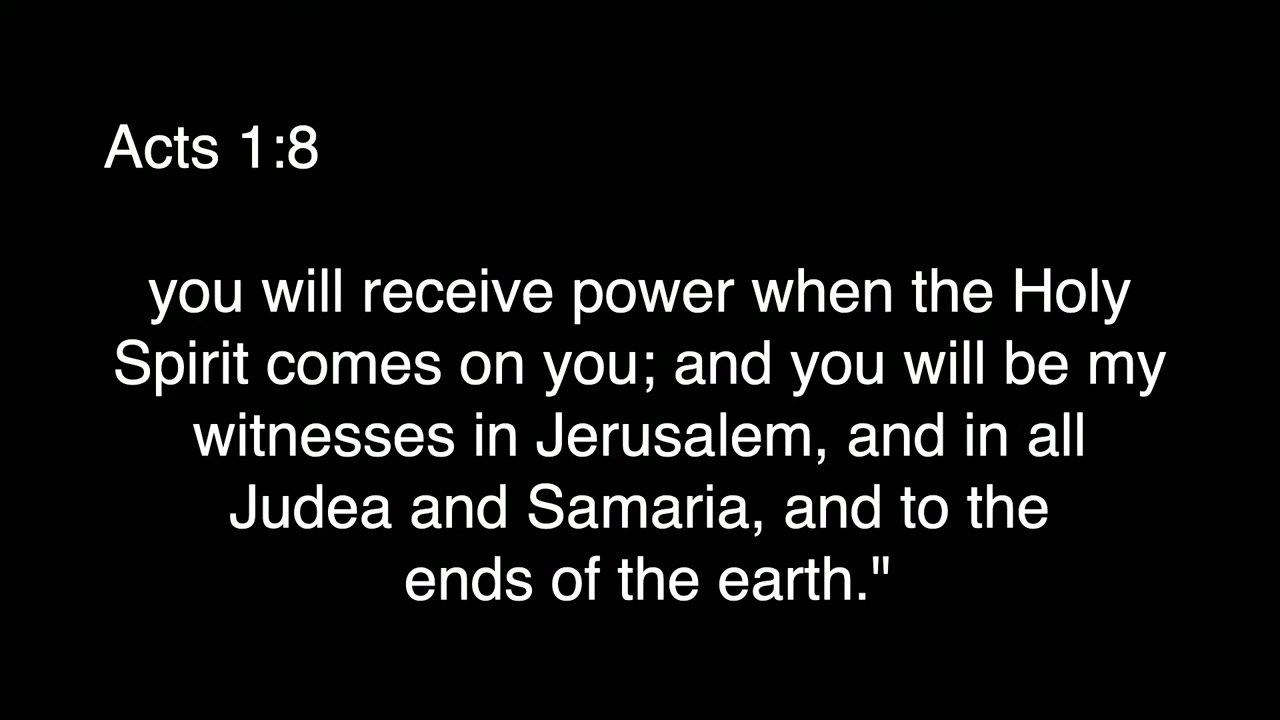 Acts 1:8
you will receive power when the Holy
Spirit comes on you; and you will be my
witnesses in Jerusalem, and in all
Judea and Samaria, and to the
ends of the earth."